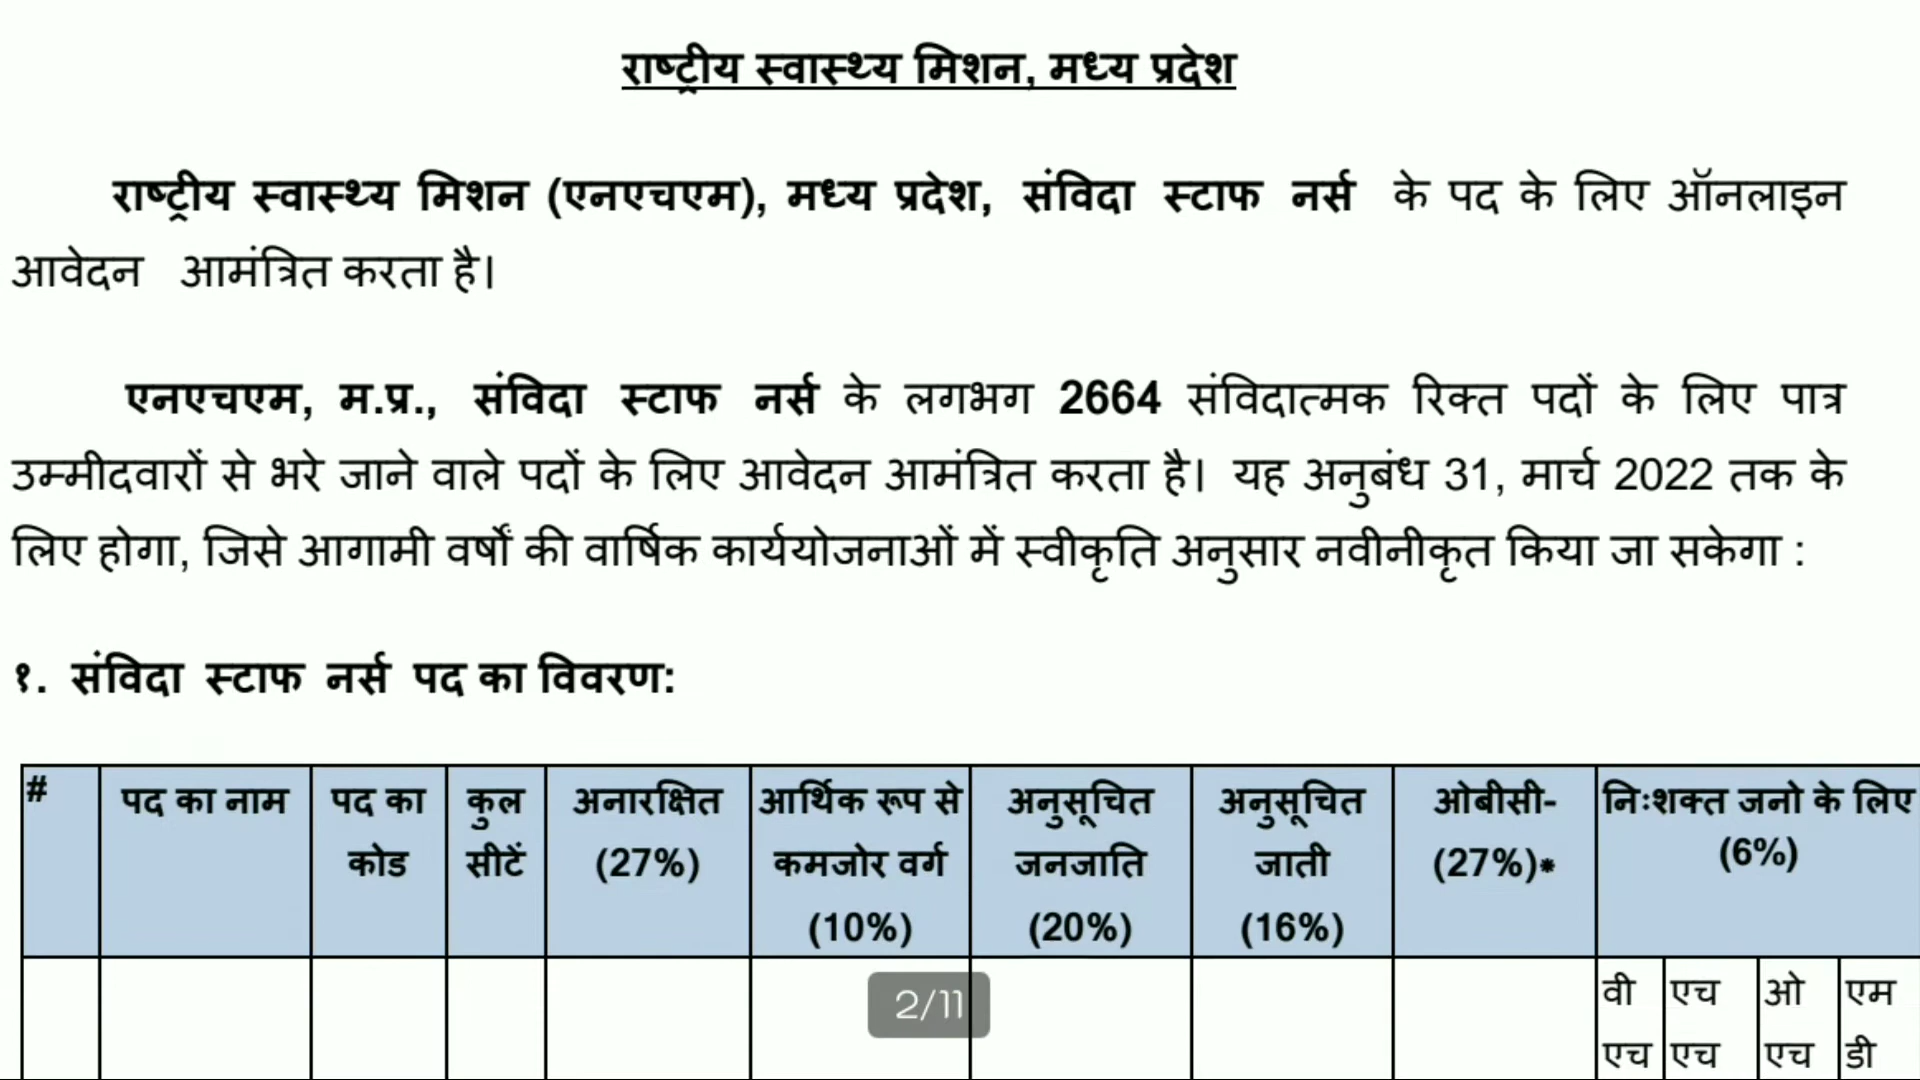 राष्ट्रीय स्वास्थ्य मिशन, मध्य प्रदेश
राष्ट्रीय स्वास्थ्य मिशन (एनएचएम), मध्य प्रदेश, संविदा स्टाफ नर्स के पद के लिए ऑनलाइन
आवेदन आमंत्रित करता है।
एनएचएम, म.प्र., संविदा स्टाफ नर्स के लगभग 2664 संविदात्मक रिक्त पदों के लिए पात्र
उम्मीदवारों से भरे जाने वाले पदों के लिए आवेदन आमंत्रित करता है। यह अनुबंध 31, मार्च 2022 तक के
लिए होगा, जिसे आगामी वर्षों की वार्षिक कार्ययोजनाओं में स्वीकृति अनुसार नवीनीकृत किया जा सकेगा :
१. संविदा स्टाफ नर्स पद का विवरण:
# पद का नाम पद का कुल अनारक्षित आर्थिक रूप से अनुसूचित अनुसूचित ओबीसी- निःशक्त जनो के लिए
कोड सीटें (27%) कमजोर वर्ग जनजाति जाती (27%)* (6%)
(10%) (20%) (16%)
वी एच ओ एम
2/11
एच एच एच डी